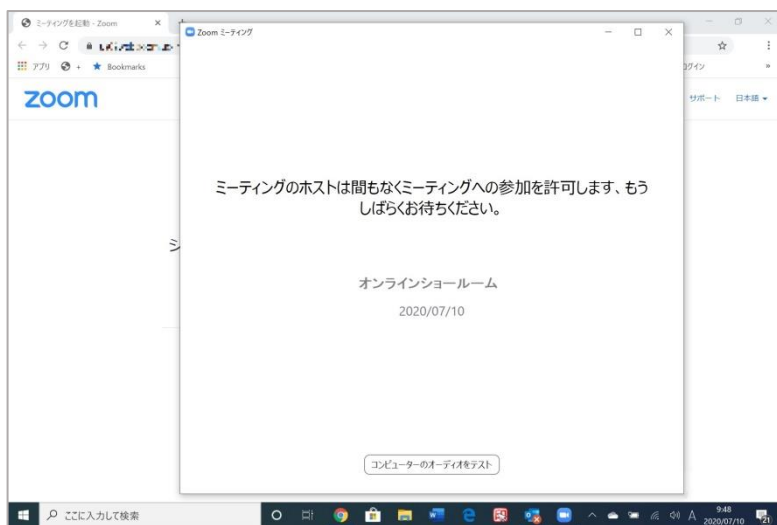 ミーティングを起動 - Zoom
Zoom ミーティング
アプリ
Bookmarks
ログイン
zoom
サポート 日本語
ミーティングのホストは間もなくミーティングへの参加を許可します、もう
しばらくお待ちください。
シ
オンラインショールーム
2020/07/10
コンピューターのオーディオをテスト
ここに入力して検索
A
9:48
2020/07/10
21